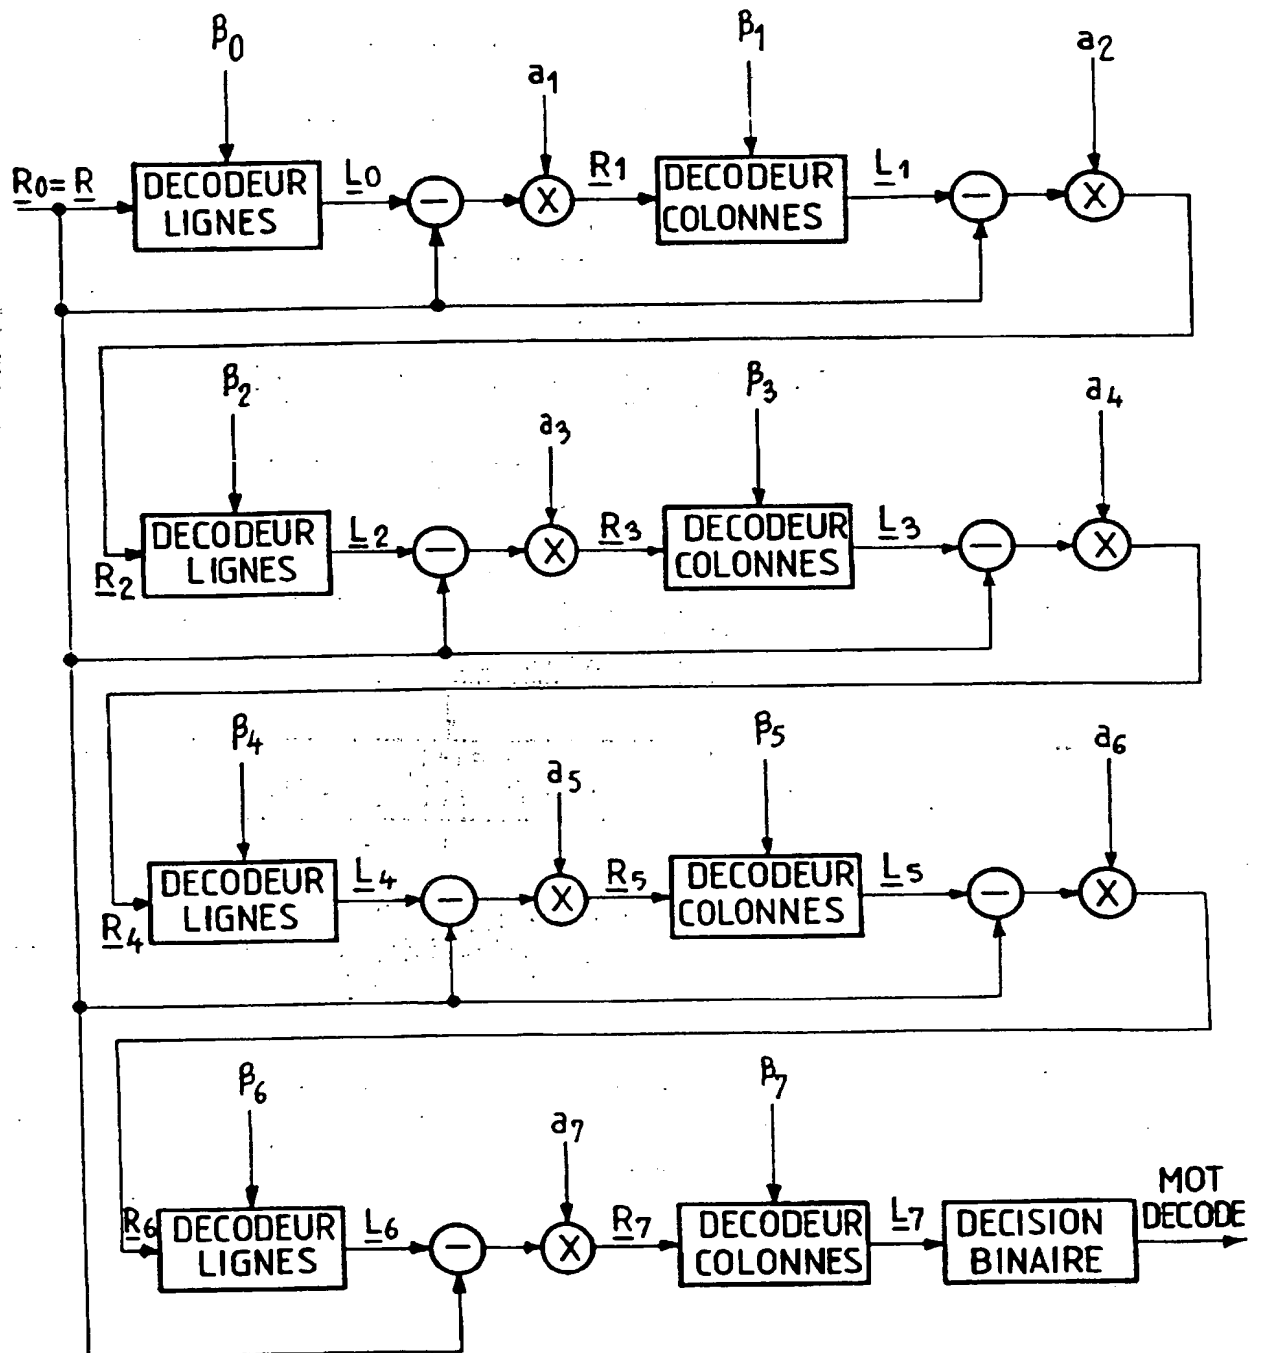 β0
β1
a1
a2
R0=R
DECODEUR
LIGNES
L0
−
X
R1
DECODEUR
COLONNES
L1
−
X
β2
β3
a3
a4
R2
DECODEUR
LIGNES
L2
−
X
R3
DECODEUR
COLONNES
L3
−
X
β4
β5
a5
a6
R4
DECODEUR
LIGNES
L4
−
X
R5
DECODEUR
COLONNES
L5
−
X
β6
β7
a7
R6
DECODEUR
LIGNES
L6
−
X
R7
DECODEUR
COLONNES
L7
DECISION
BINAIRE
MOT
DECODE